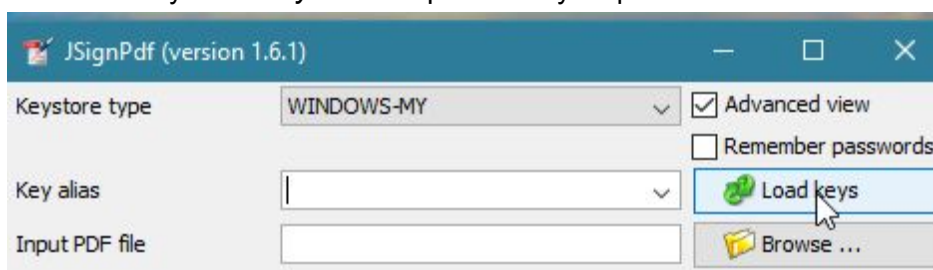 JSignPdf (version 1.6.1)
Keystore type WINDOWS-MY Advanced view
Remember passwords
Key alias Load keys
Input PDF file Browse ...